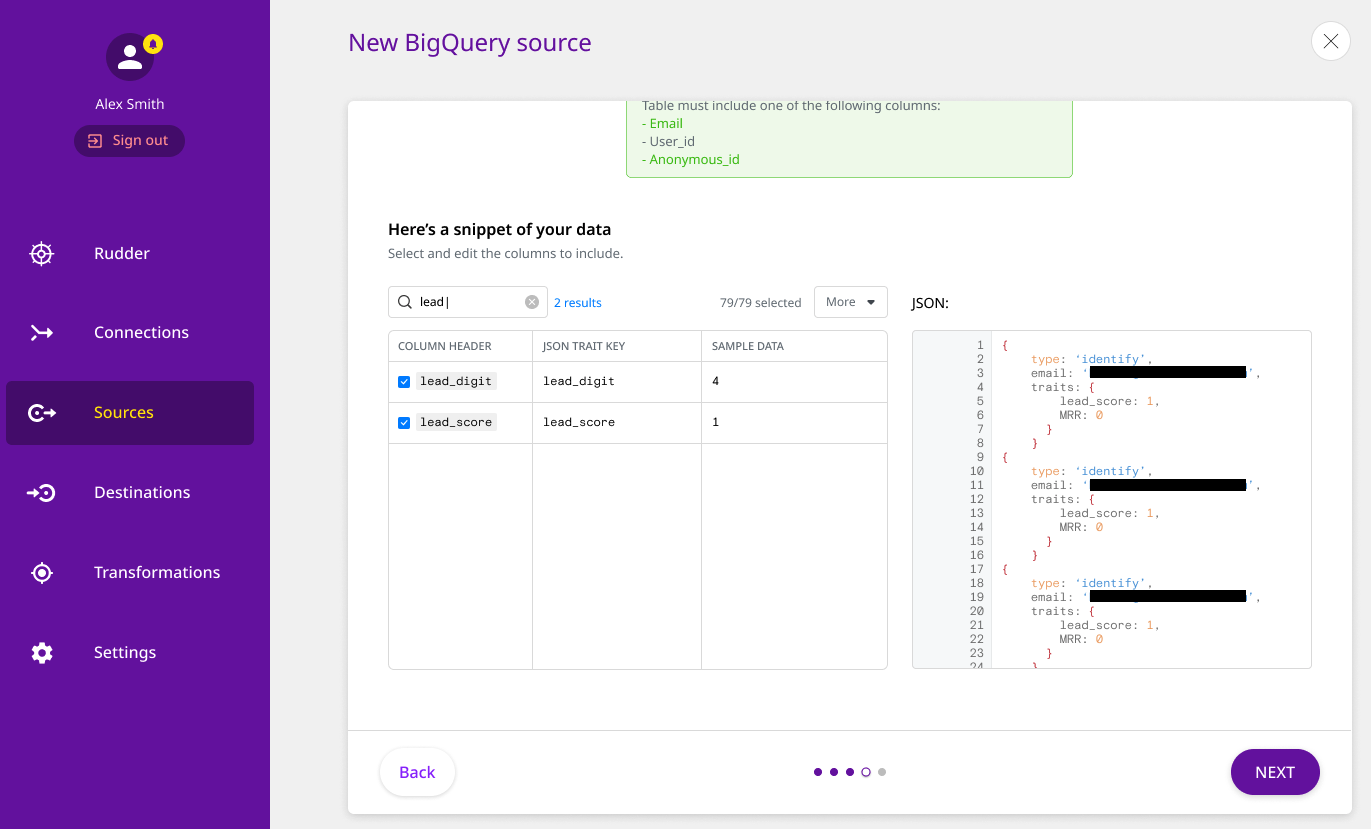 New BigQuery source
Alex Smith
Sign out
Rudder
Connections
Sources
Destinations
Transformations
Settings
Table must include one of the following columns:
- Email
- User_id
- Anonymous_id
Here’s a snippet of your data
Select and edit the columns to include.
lead
2 results
79/79 selected
More
JSON:
COLUMN HEADER JSON TRAIT KEY SAMPLE DATA
lead_digit lead_digit 4
lead_score lead_score 1
1 {
2 type: ‘identify’,
3 email: ‘ ’,
4 traits: {
5 lead_score: 1,
6 MRR: 0
7 }
8 }
9 {
10 type: ‘identify’,
11 email: ‘ ’,
12 traits: {
13 lead_score: 1,
14 MRR: 0
15 }
16 }
17 {
18 type: ‘identify’,
19 email: ‘ ’,
20 traits: {
21 lead_score: 1,
22 MRR: 0
23 }
24 }
Back
NEXT